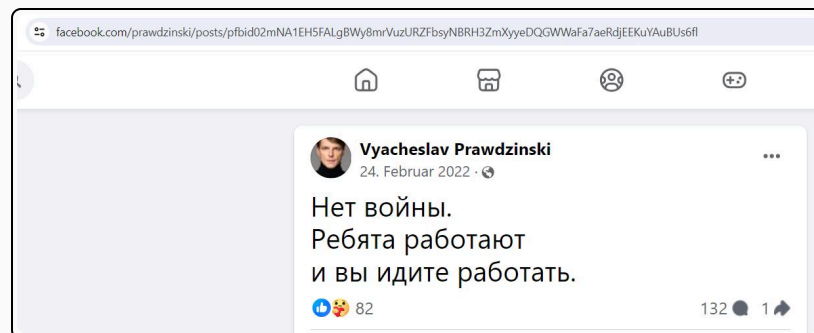 facebook.com/prawdzinski/posts/pfbid02mNA1EH5FALgBWy8mrVuzURZFbsyNBRH3ZmXyyeDQGWWaFa7aeRdjEEKuYAuBUs6fl
Vyacheslav Prawdzinski
24. Februar 2022 ·
Нет войны.
Ребята работают
и вы идите работать.
82 132 1